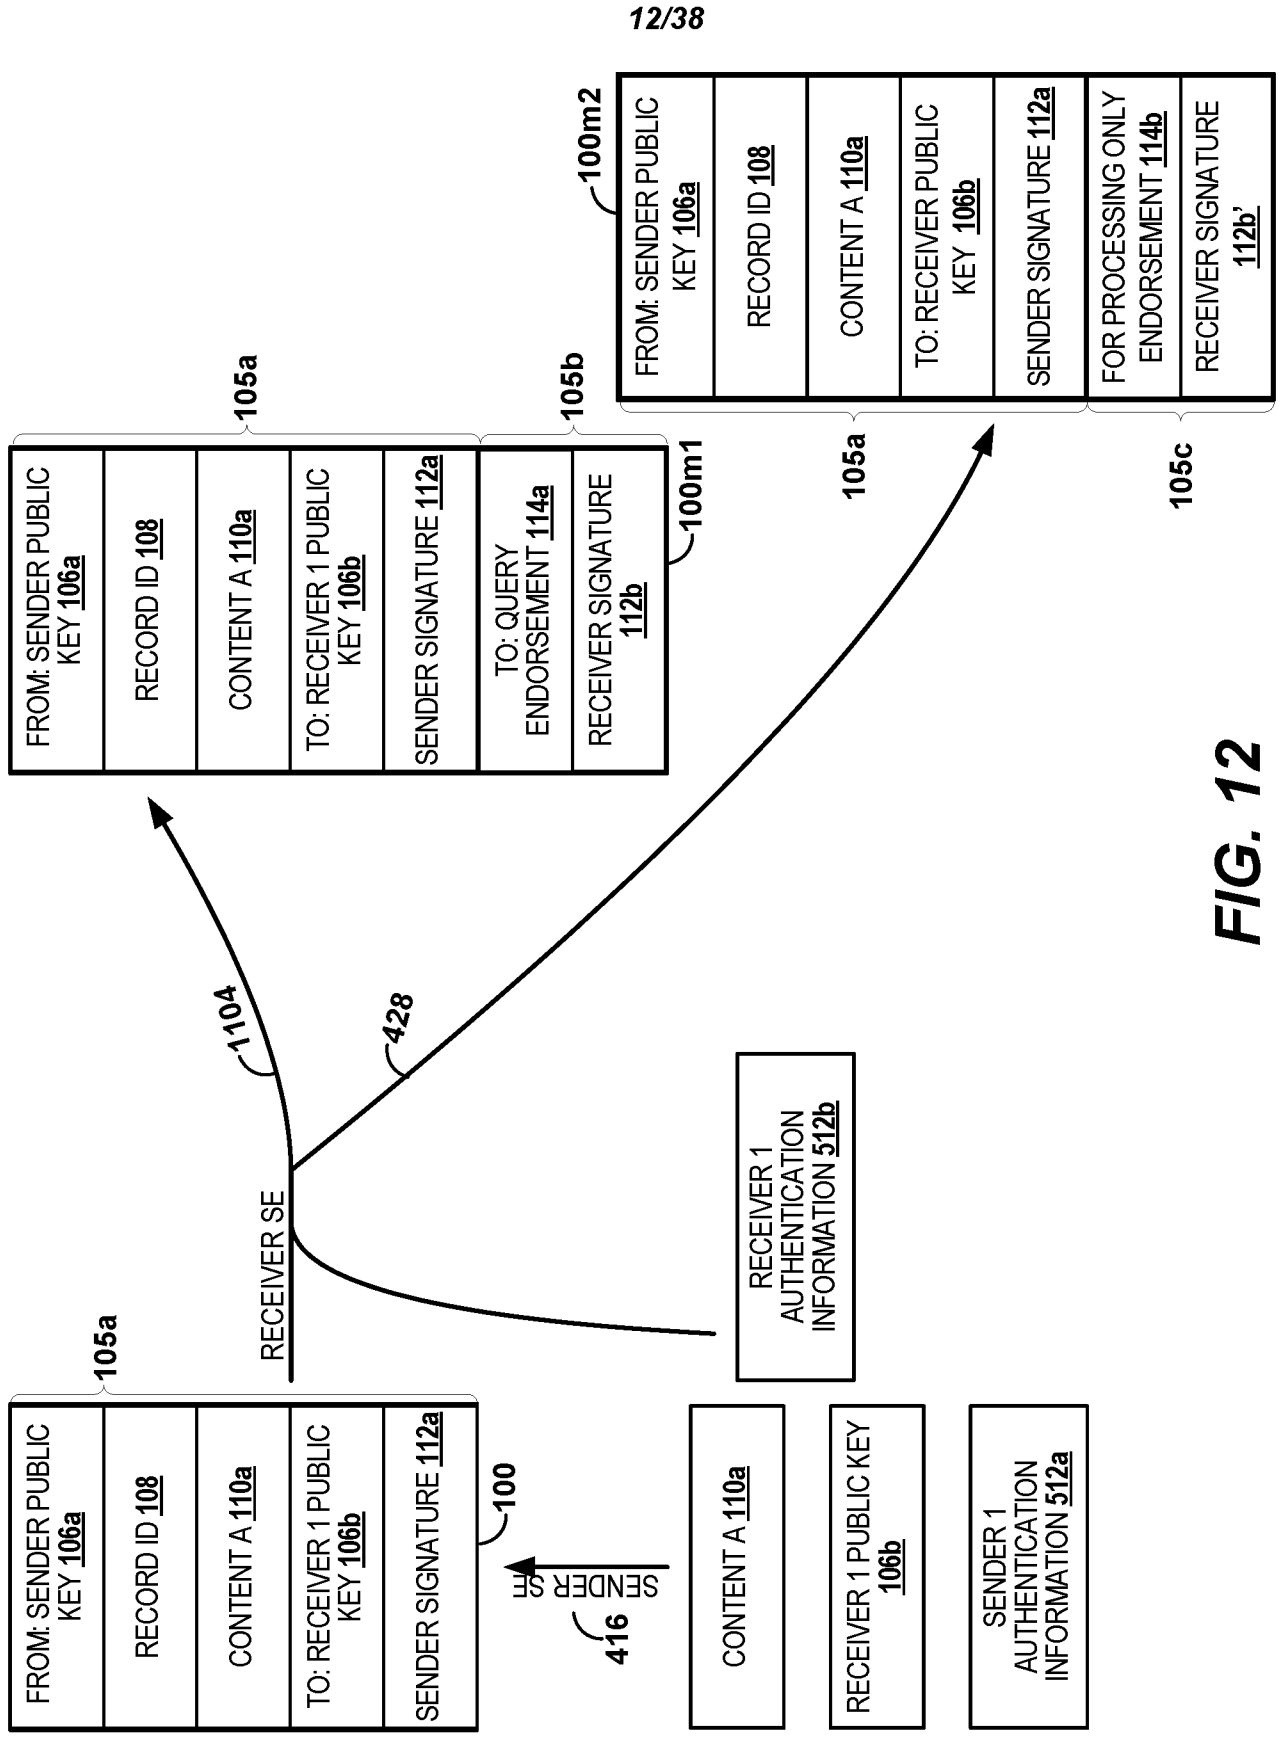 12/38
105a
FROM: SENDER PUBLIC
KEY 106a
RECORD ID 108
CONTENT A 110a
TO: RECEIVER 1 PUBLIC
KEY 106b
SENDER SIGNATURE 112a
100
SENDER SE
416
CONTENT A 110a
RECEIVER 1 PUBLIC KEY
106b
SENDER 1
AUTHENTICATION
INFORMATION 512a
RECEIVER SE
RECEIVER 1
AUTHENTICATION
INFORMATION 512b
1104
428
FROM: SENDER PUBLIC
KEY 106a
RECORD ID 108
CONTENT A 110a
TO: RECEIVER 1 PUBLIC
KEY 106b
SENDER SIGNATURE 112a
TO: QUERY
ENDORSEMENT 114a
RECEIVER SIGNATURE
112b
105a
105b
100m1
100m2
FROM: SENDER PUBLIC
KEY 106a
RECORD ID 108
CONTENT A 110a
TO: RECEIVER PUBLIC
KEY 106b
SENDER SIGNATURE 112a
FOR PROCESSING ONLY
ENDORSEMENT 114b
RECEIVER SIGNATURE
112b'
105a
105c
FIG. 12